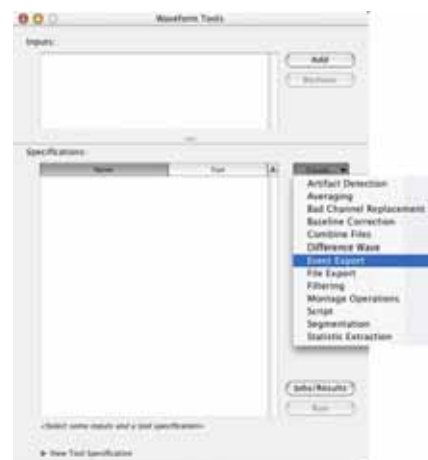 Waveform Tools
Inputs:
Add
Remove
Specifications:
Name
Tool
Create...
Artifact Detection
Averaging
Bad Channel Replacement
Baseline Correction
Combine Files
Difference Wave
Event Export
File Export
Filtering
Montage Operations
Script
Segmentation
Statistic Extraction
Jobs/Results
Run
<Select some inputs and a tool specification>
View Tool Specification